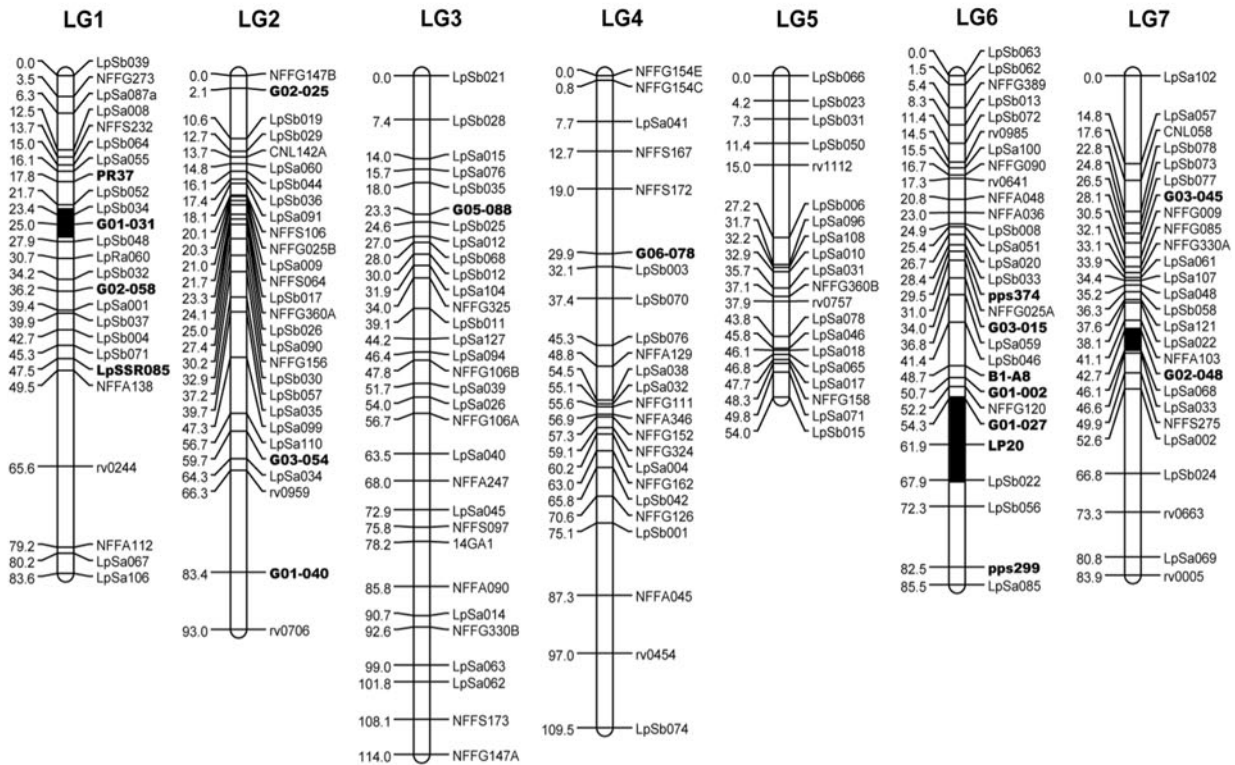 LG1
0.0 LpSb039
3.5 NFFG273
6.3 LpSa087a
12.5 LpSa008
13.7 NFFS232
15.0 LpSb064
16.1 LpSa055
17.8 PR37
21.7 LpSb052
23.4 LpSb034
25.0 G01-031
27.9 LpSb048
30.7 LpRa060
34.2 LpSb032
36.2 G02-058
39.4 LpSa001
39.9 LpSb037
42.7 LpSb004
45.3 LpSb071
47.5 LpSSR085
49.5 NFFA138
65.6 rv0244
79.2 NFFA112
80.2 LpSa067
83.6 LpSa106
LG2
0.0 NFFG147B
2.1 G02-025
10.6 LpSb019
12.7 LpSb029
13.7 CNL142A
14.8 LpSa060
16.1 LpSb044
17.4 LpSb036
18.1 LpSa091
20.1 NFFS106
20.3 NFFG025B
21.0 LpSa009
21.7 NFFS064
23.3 LpSb017
24.1 NFFG360A
25.0 LpSb026
27.4 LpSa090
30.2 NFFG156
32.9 LpSb030
37.2 LpSb057
39.7 LpSa035
47.3 LpSa099
56.7 LpSa110
59.7 G03-054
64.3 LpSa034
66.3 rv0959
83.4 G01-040
93.0 rv0706
LG3
0.0 LpSb021
7.4 LpSb028
14.0 LpSa015
15.7 LpSa076
18.0 LpSb035
23.3 G05-088
24.6 LpSb025
27.0 LpSa012
28.6 LpSb068
30.0 LpSb012
31.9 LpSa104
34.0 NFFG325
39.1 LpSb011
44.2 LpSa127
46.4 LpSa094
47.8 NFFG106B
51.7 LpSa039
54.0 LpSa026
56.7 NFFG106A
63.5 LpSa040
68.0 NFFA247
72.9 LpSa045
75.8 NFFS097
78.2 14GA1
85.8 NFFA090
90.7 LpSa014
92.6 NFFG330B
99.0 LpSa063
101.8 LpSa062
108.1 NFFS173
114.0 NFFG147A
LG4
0.0 NFFG154E
0.8 NFFG154C
7.7 LpSa041
12.7 NFFS167
19.0 NFFS172
29.9 G06-078
32.1 LpSb003
37.4 LpSb070
45.3 LpSb076
48.8 NFFA129
54.5 LpSa038
55.1 LpSa032
55.6 NFFG111
56.9 NFFA346
57.3 NFFG152
59.1 NFFG324
60.2 LpSa004
63.0 NFFG162
65.8 LpSb042
70.6 NFFG126
75.1 LpSb001
87.3 NFFA045
97.0 rv0454
109.5 LpSb074
LG5
0.0 LpSb066
4.2 LpSb023
7.3 LpSb031
11.4 LpSb050
15.0 rv1112
27.2 LpSb006
31.7 LpSa096
32.2 LpSa108
32.9 LpSa010
35.7 LpSa031
37.1 NFFG360B
37.9 rv0757
43.8 LpSa078
45.8 LpSa046
46.1 LpSa018
46.8 LpSa065
47.7 LpSa017
48.3 NFFG158
49.8 LpSa071
54.0 LpSb015
LG6
0.0 LpSb063
1.5 LpSb062
5.4 NFFG389
8.3 LpSb013
11.4 LpSb072
14.5 rv0985
15.5 LpSa100
16.7 NFFG090
17.3 rv0641
20.8 NFFA048
23.0 NFFA036
24.9 LpSb008
25.4 LpSa051
26.7 LpSa020
28.4 LpSb033
29.5 pps374
31.0 NFFG025A
34.0 G03-015
36.8 LpSa059
41.4 LpSb046
48.7 B1-A8
50.7 G01-002
52.2 NFFG120
54.3 G01-027
61.9 LP20
67.9 LpSb022
72.3 LpSb056
82.5 pps299
85.5 LpSa085
LG7
0.0 LpSa102
14.8 LpSa057
17.6 CNL058
22.8 LpSb078
24.8 LpSb073
26.5 LpSb077
28.1 G03-045
30.5 NFFG009
32.1 NFFG085
33.1 NFFG330A
33.9 LpSa061
34.4 LpSa107
35.2 LpSa048
36.3 LpSb058
37.6 LpSa121
38.1 LpSa022
41.1 NFFA103
42.7 G02-048
46.1 LpSa068
46.6 LpSa033
49.9 NFFS275
52.6 LpSa002
66.8 LpSb024
73.3 rv0663
80.8 LpSa069
83.9 rv0005